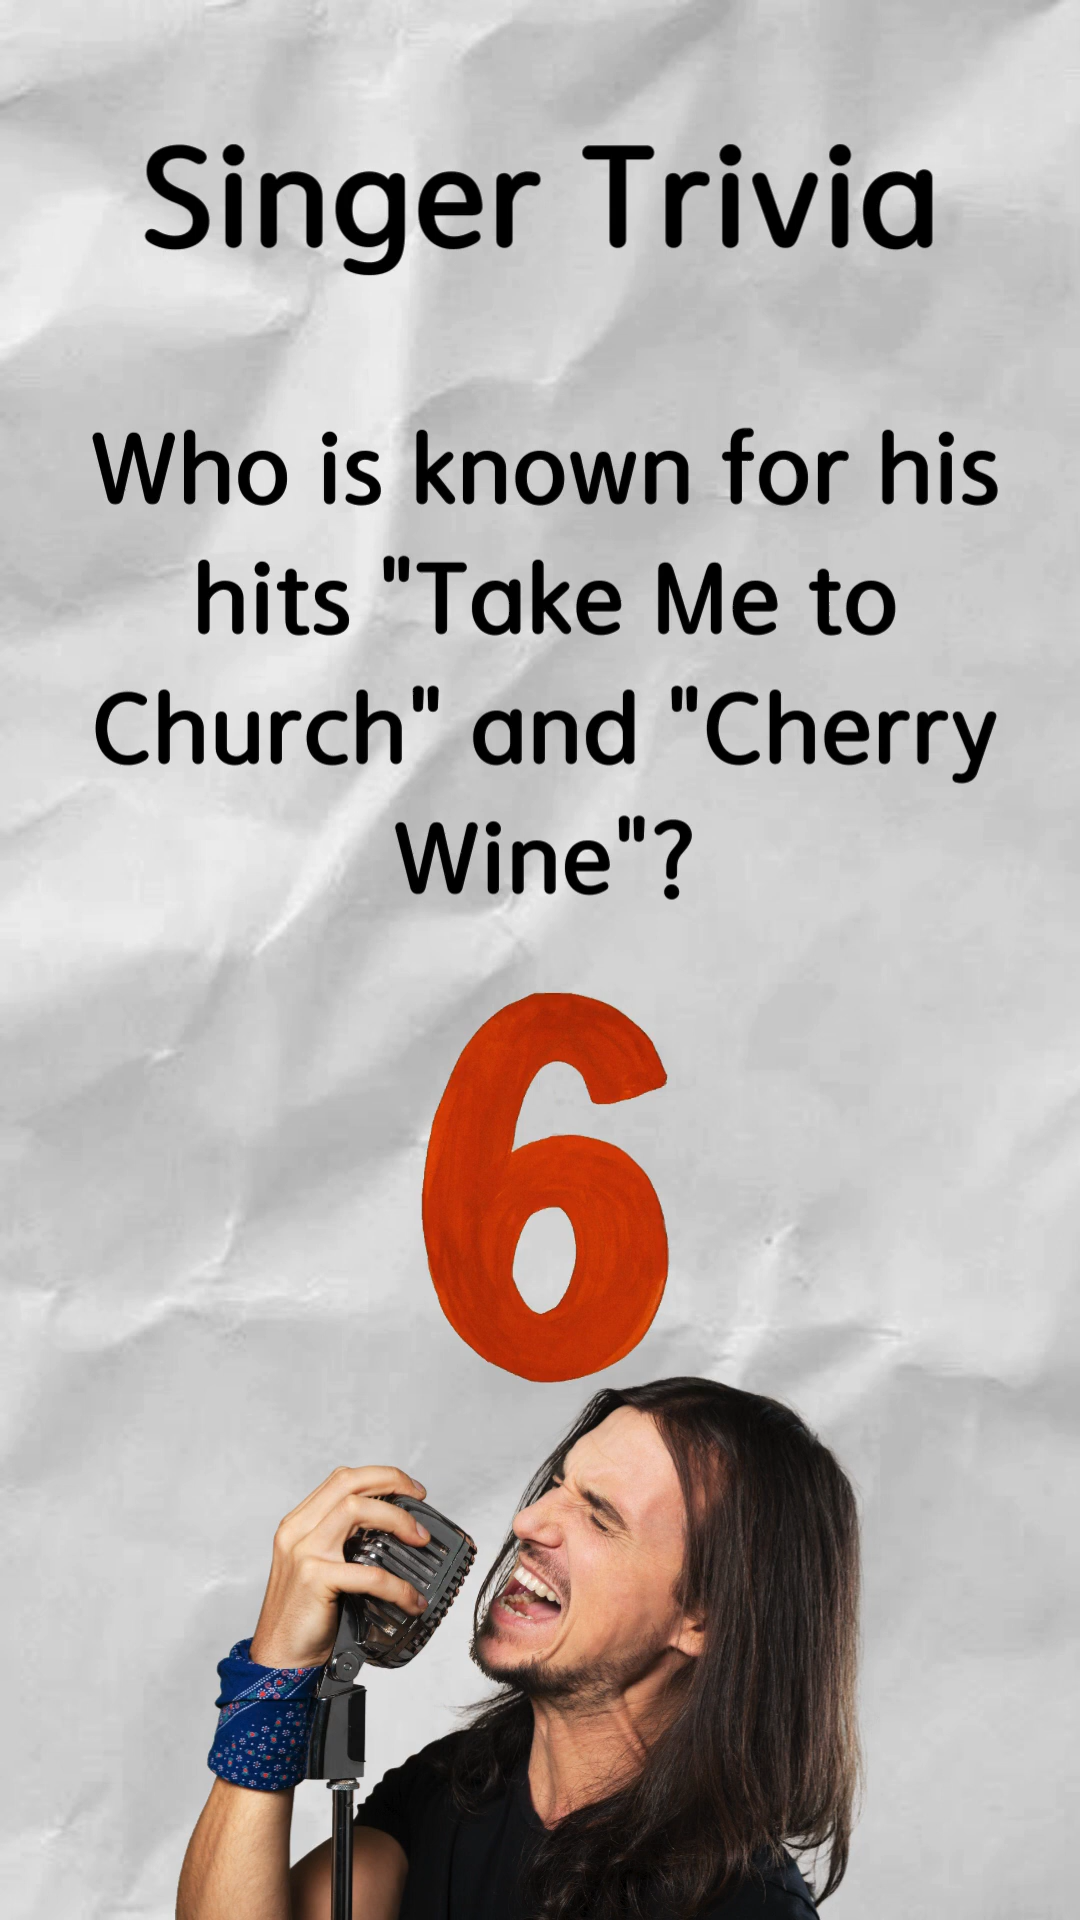 Singer Trivia
Who is known for his
hits "Take Me to
Church" and "Cherry
Wine"?
6